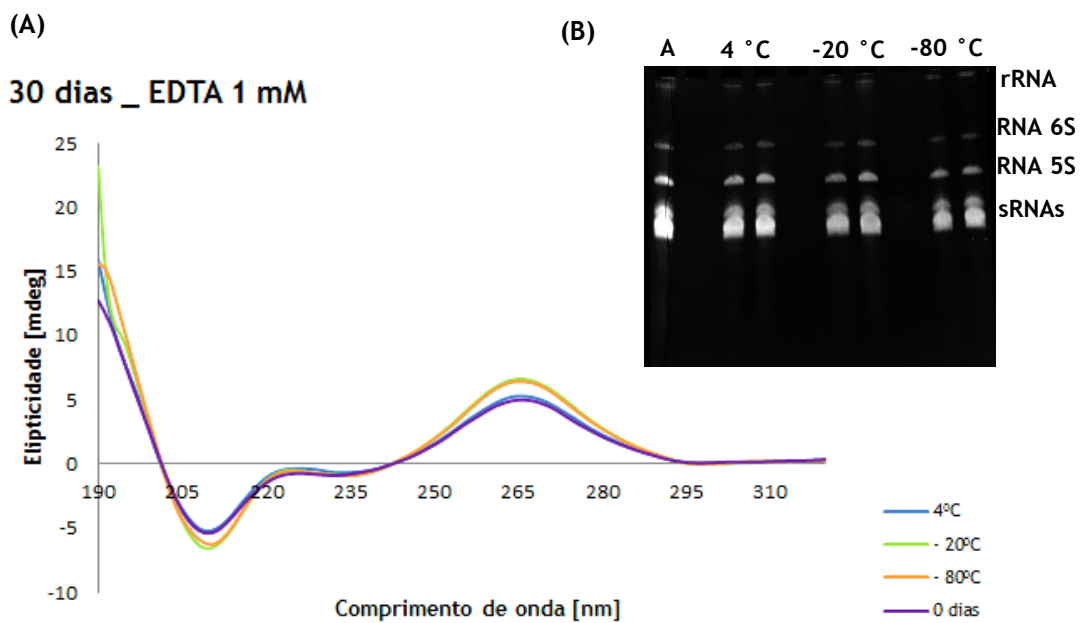 (A)
30 dias _ EDTA 1 mM
25
20
15
10
5
0
-5
-10
Elipticidade [mdeg]
190 205 220 235 250 265 280 295 310
Comprimento de onda [nm]
4ºC
- 20ºC
- 80ºC
0 dias
(B)
A 4 °C -20 °C -80 °C
rRNA
RNA 6S
RNA 5S
sRNAs